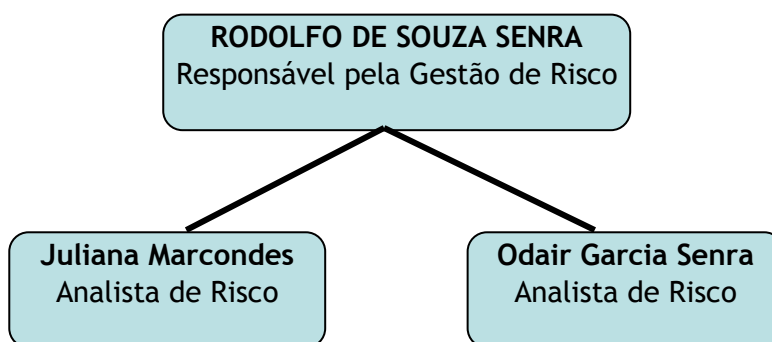 RODOLFO DE SOUZA SENRA
Responsável pela Gestão de Risco
Juliana Marcondes
Analista de Risco
Odair Garcia Senra
Analista de Risco